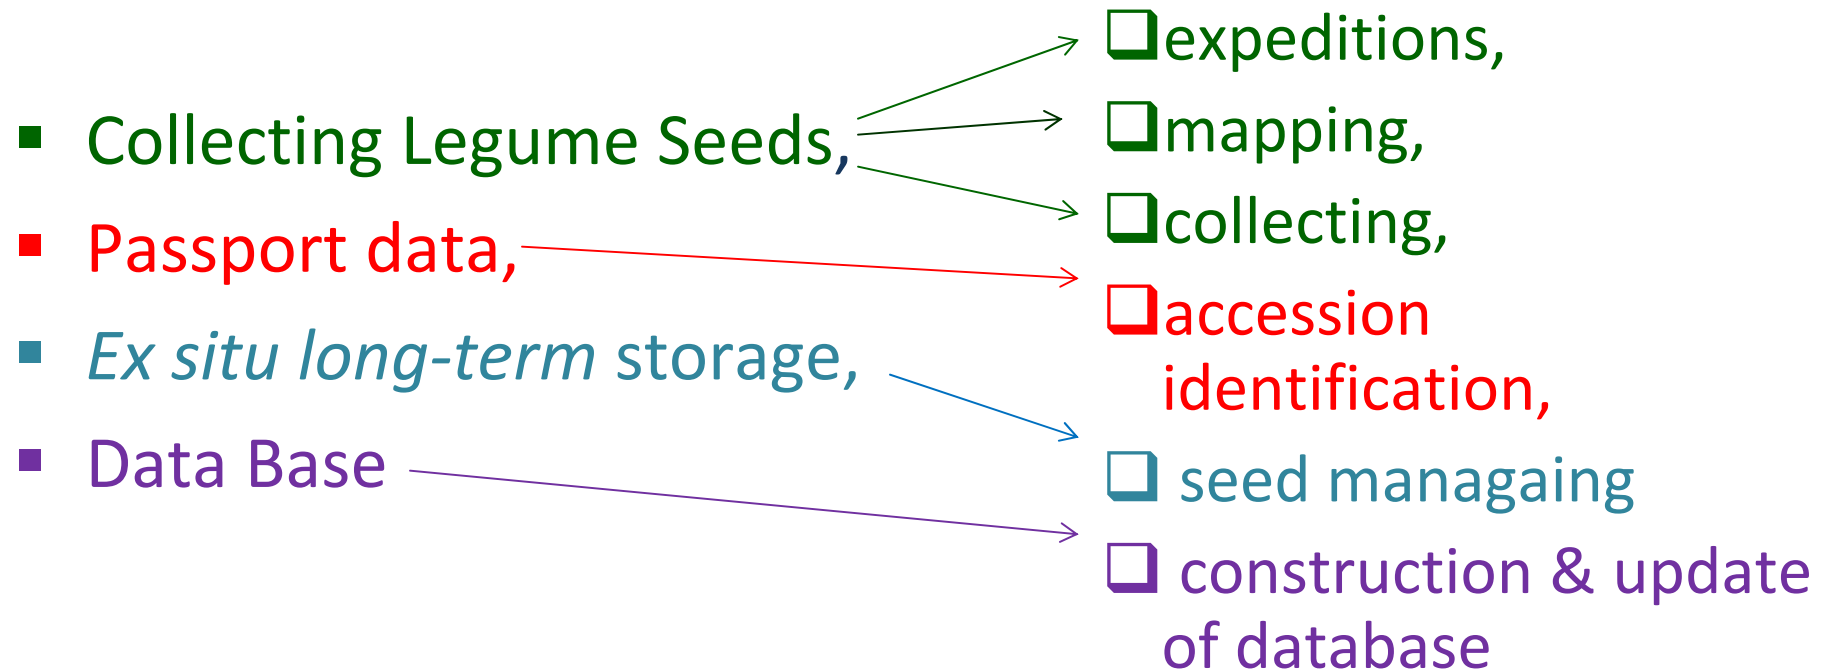 Collecting Legume Seeds,
Passport data,
Ex situ long-term storage,
Data Base
expeditions,
mapping,
collecting,
accession
identification,
seed managaing
construction & update
of database